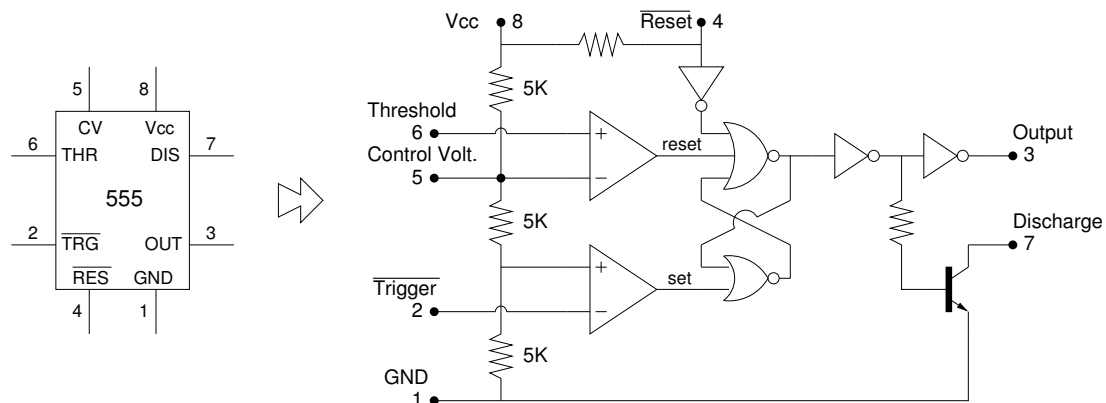 5
8
CV
Vcc
6
THR
DIS
7
555
2
TRG
OUT
3
RES
GND
4
1
Vcc
8
Reset
4
5K
Threshold
6
+
reset
Control Volt.
5
−
5K
Output
3
Discharge
7
+
Trigger
2
−
set
5K
GND
1